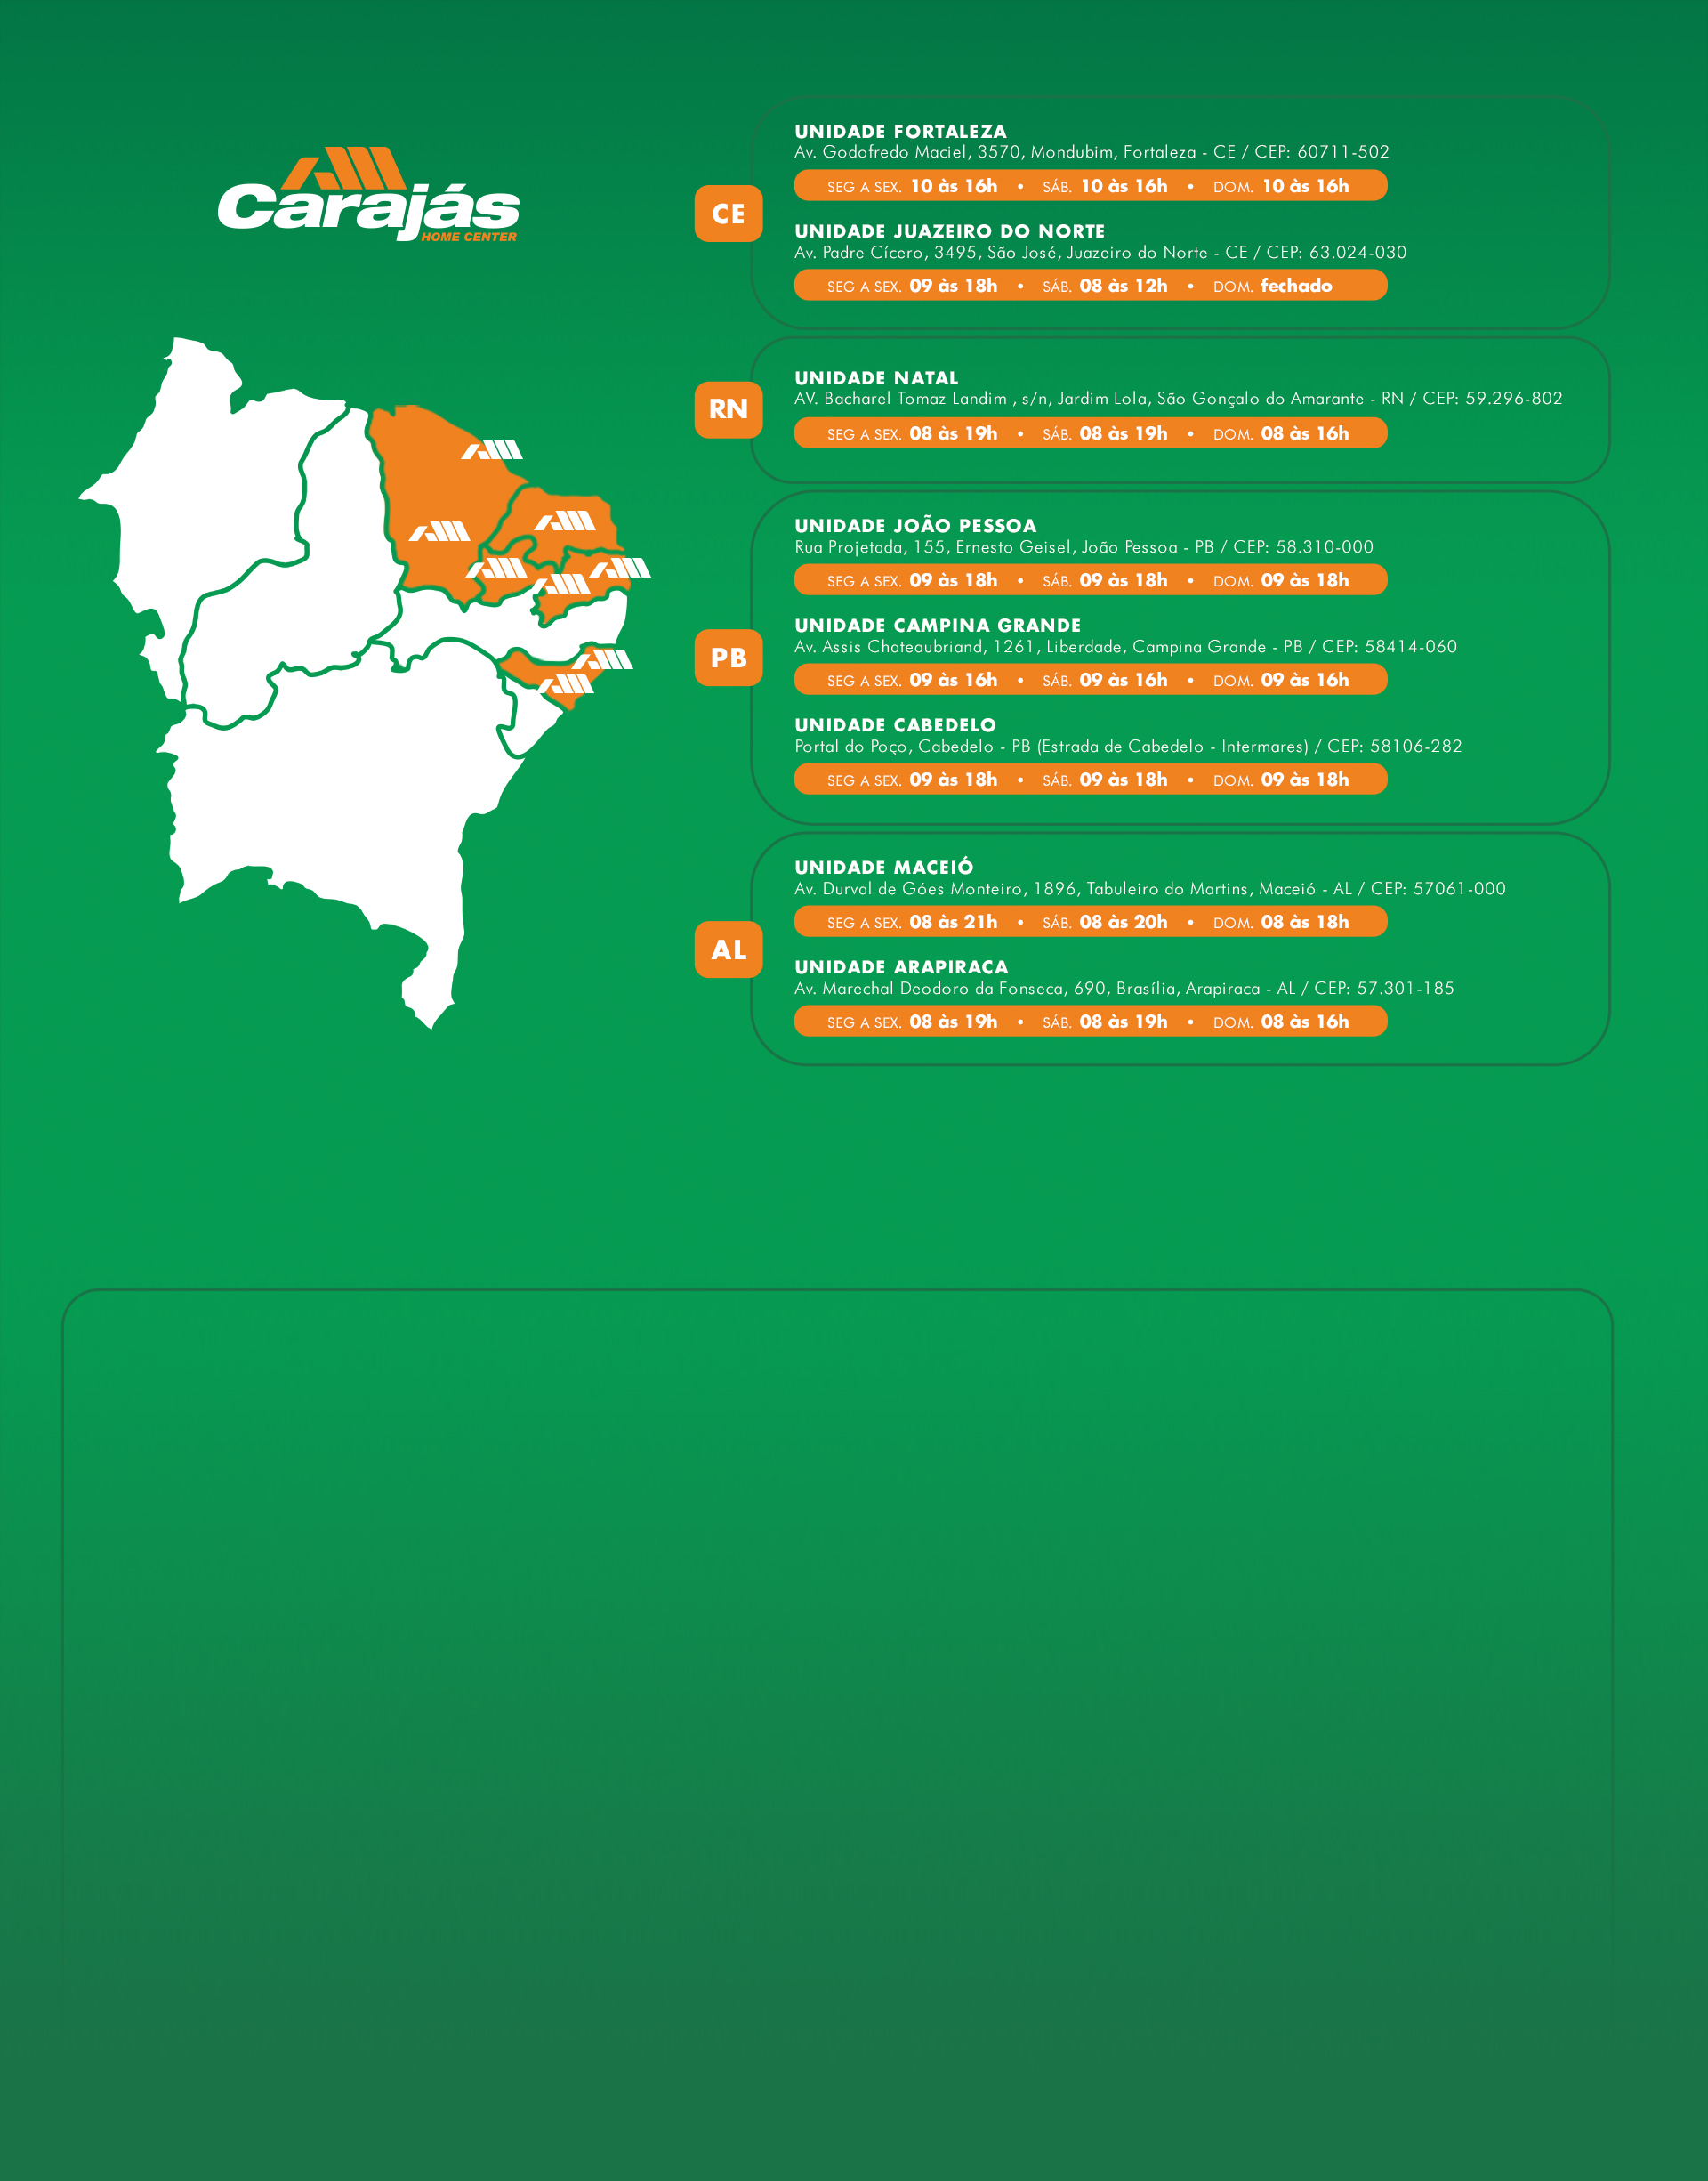 Carajás
HOME CENTER
CE
UNIDADE FORTALEZA
Av. Godofredo Maciel, 3570, Mondubim, Fortaleza - CE / CEP: 60711-502
SEG A SEX. 10 às 16h • SÁB. 10 às 16h • DOM. 10 às 16h
UNIDADE JUAZEIRO DO NORTE
Av. Padre Cícero, 3495, São José, Juazeiro do Norte - CE / CEP: 63.024-030
SEG A SEX. 09 às 18h • SÁB. 08 às 12h • DOM. fechado
RN
UNIDADE NATAL
AV. Bacharel Tomaz Landim , s/n, Jardim Lola, São Gonçalo do Amarante - RN / CEP: 59.296-802
SEG A SEX. 08 às 19h • SÁB. 08 às 19h • DOM. 08 às 16h
PB
UNIDADE JOÃO PESSOA
Rua Projetada, 155, Ernesto Geisel, João Pessoa - PB / CEP: 58.310-000
SEG A SEX. 09 às 18h • SÁB. 09 às 18h • DOM. 09 às 18h
UNIDADE CAMPINA GRANDE
Av. Assis Chateaubriand, 1261, Liberdade, Campina Grande - PB / CEP: 58414-060
SEG A SEX. 09 às 16h • SÁB. 09 às 16h • DOM. 09 às 16h
UNIDADE CABEDELO
Portal do Poço, Cabedelo - PB (Estrada de Cabedelo - Intermares) / CEP: 58106-282
SEG A SEX. 09 às 18h • SÁB. 09 às 18h • DOM. 09 às 18h
AL
UNIDADE MACEIÓ
Av. Durval de Góes Monteiro, 1896, Tabuleiro do Martins, Maceió - AL / CEP: 57061-000
SEG A SEX. 08 às 21h • SÁB. 08 às 20h • DOM. 08 às 18h
UNIDADE ARAPIRACA
Av. Marechal Deodoro da Fonseca, 690, Brasília, Arapiraca - AL / CEP: 57.301-185
SEG A SEX. 08 às 19h • SÁB. 08 às 19h • DOM. 08 às 16h